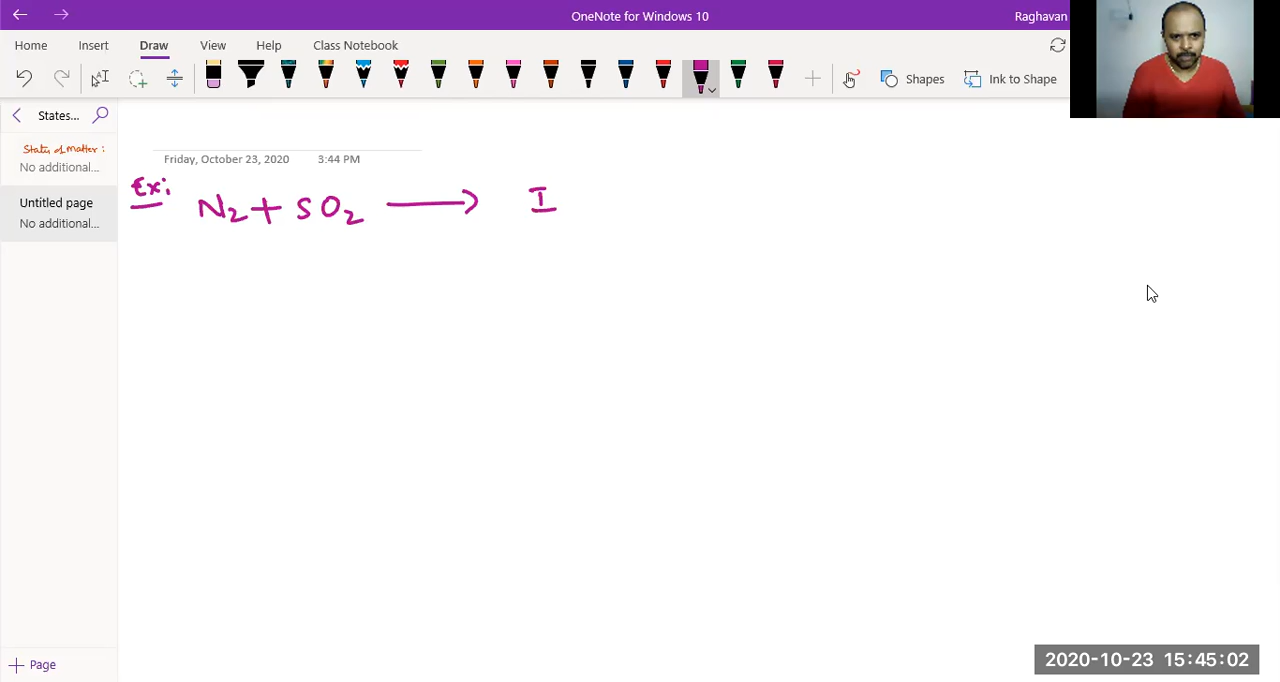 OneNote for Windows 10
Raghavan
Home Insert Draw View Help Class Notebook
Shapes Ink to Shape
States...
States of matter :
No additional...
Untitled page
No additional...
Friday, October 23, 2020 3:44 PM
Ex:
N2 + SO2 ⟶ I
Page
2020-10-23 15:45:02